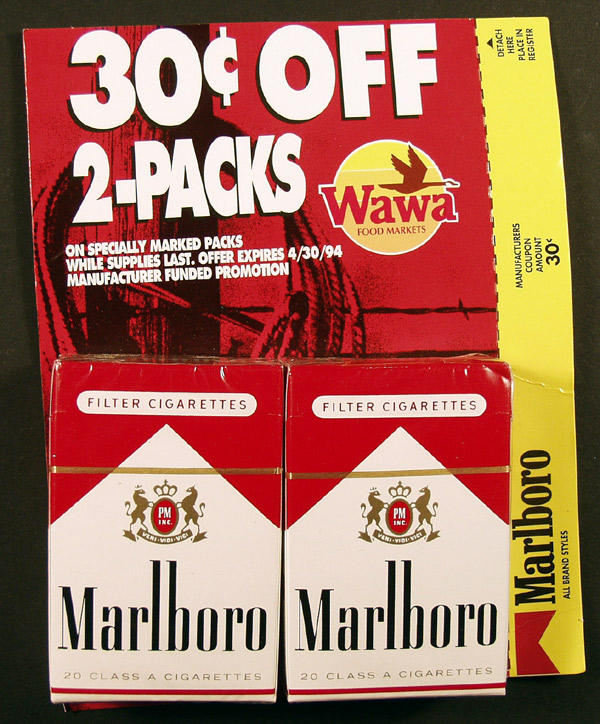 30¢ OFF
2-PACKS
Wawa
FOOD MARKETS
ON SPECIALLY MARKED PACKS
WHILE SUPPLIES LAST. OFFER EXPIRES 4/30/94
MANUFACTURER FUNDED PROMOTION
DETACH
HERE
PLACE IN
REGISTER
MANUFACTURERS
COUPON
AMOUNT
30¢
Marlboro
ALL BRAND STYLES
FILTER CIGARETTES
PM
INC.
VENI·VIDI·VICI
Marlboro
20 CLASS A CIGARETTES
FILTER CIGARETTES
PM
INC.
VENI·VIDI·VICI
Marlboro
20 CLASS A CIGARETTES